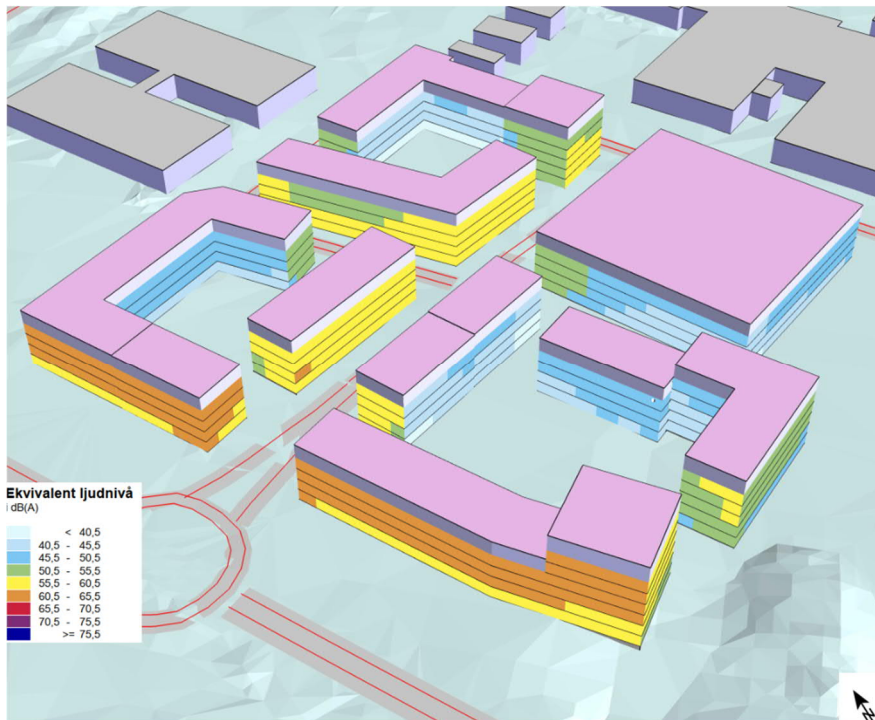 Ekvivalent ljudnivå
i dB(A)
< 40,5
40,5 - 45,5
45,5 - 50,5
50,5 - 55,5
55,5 - 60,5
60,5 - 65,5
65,5 - 70,5
70,5 - 75,5
>= 75,5
N